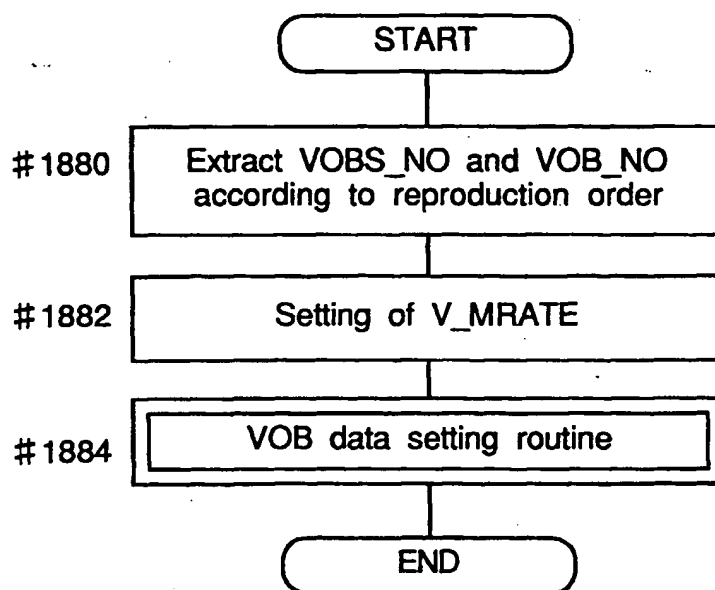 START
#1880
Extract VOBS_NO and VOB_NO
according to reproduction order
#1882
Setting of V_MRATE
#1884
VOB data setting routine
END